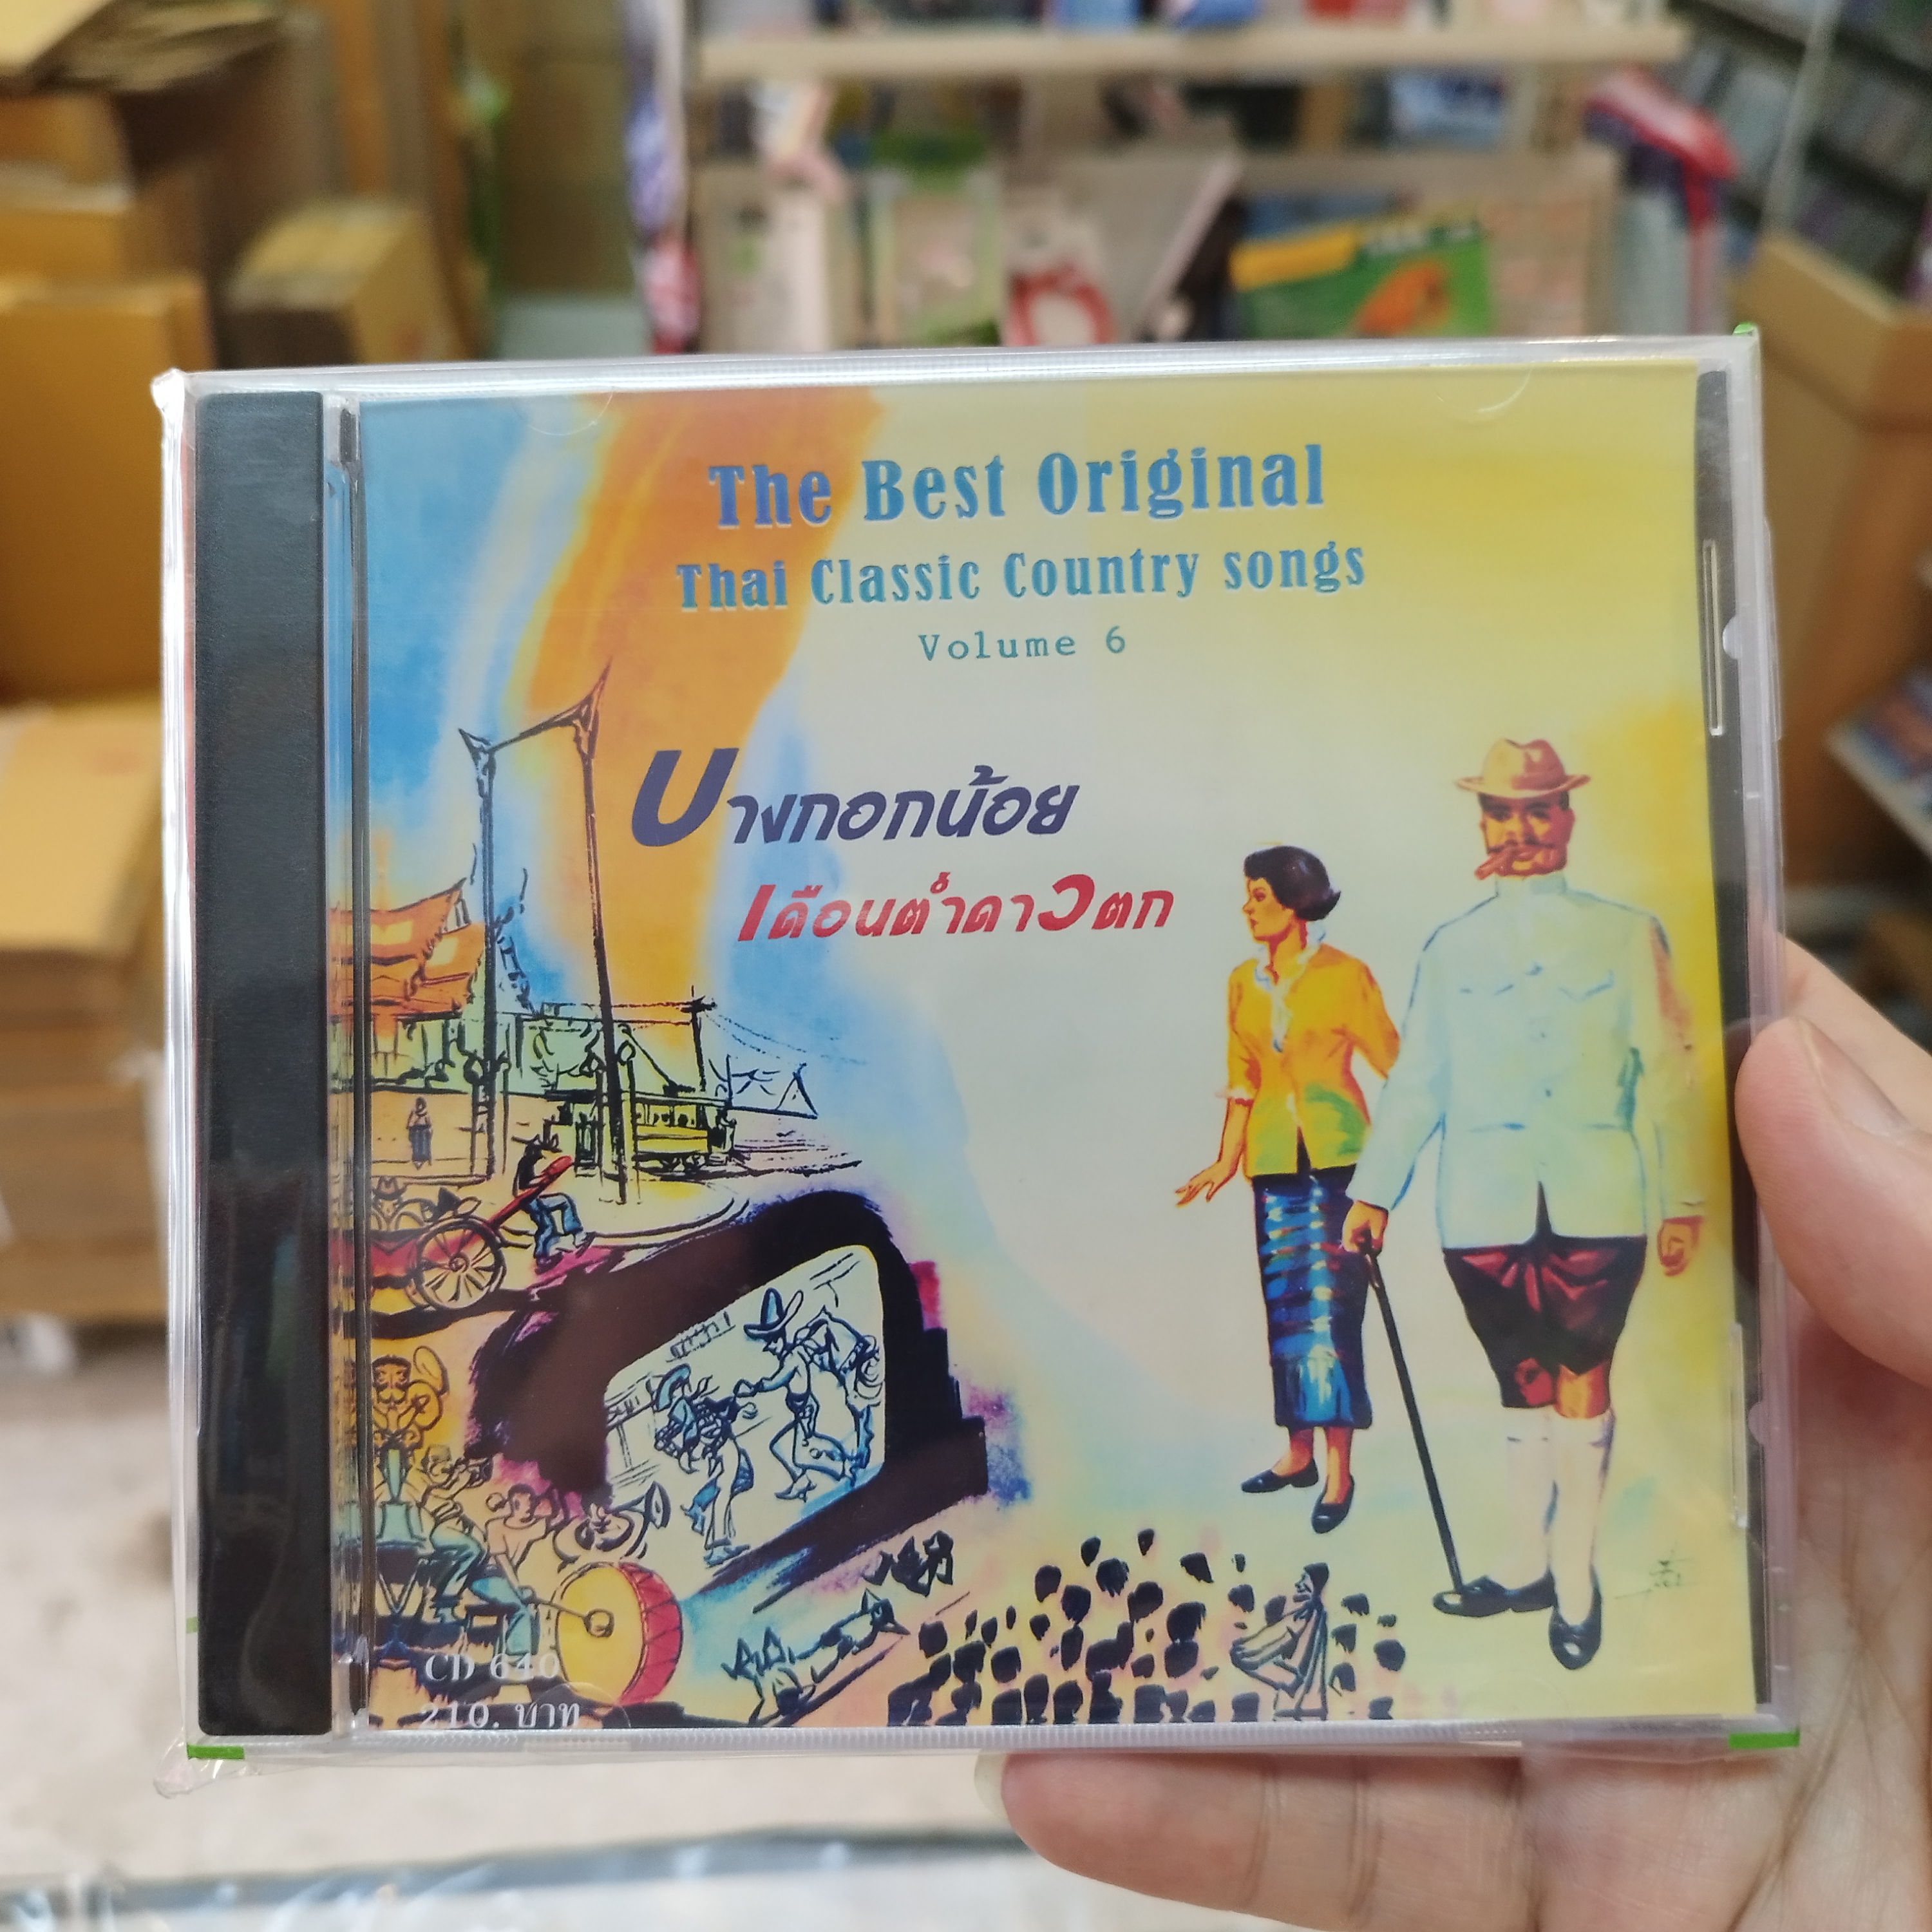 The Best Original
Thai Classic Country songs
Volume 6
บางกอกน้อย
เดือนต่ำดาวตก
CD 640
210. บาท